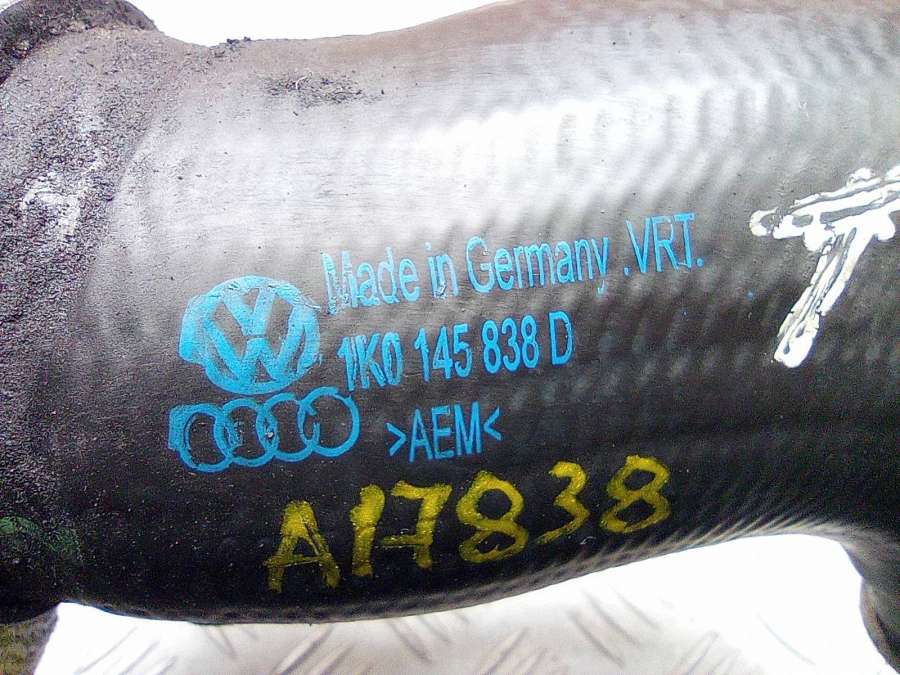 Made in Germany .VRT.
1K0 145 838 D
>AEM<
A17838
T